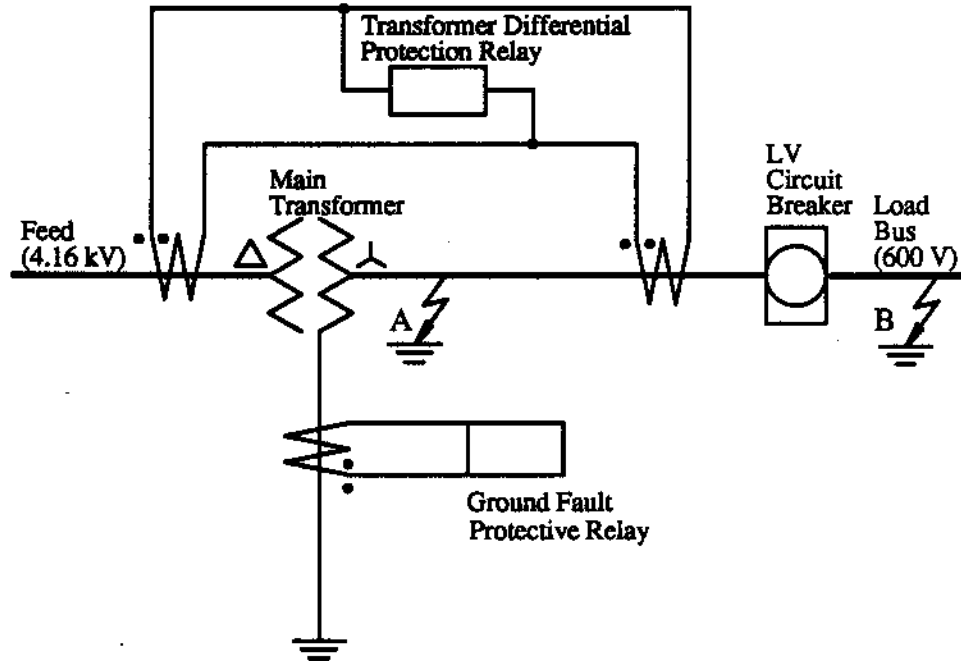 Transformer Differential
Protection Relay
Main
Transformer
LV
Circuit
Breaker
Feed
(4.16 kV)
Load
Bus
(600 V)
A
B
Ground Fault
Protective Relay